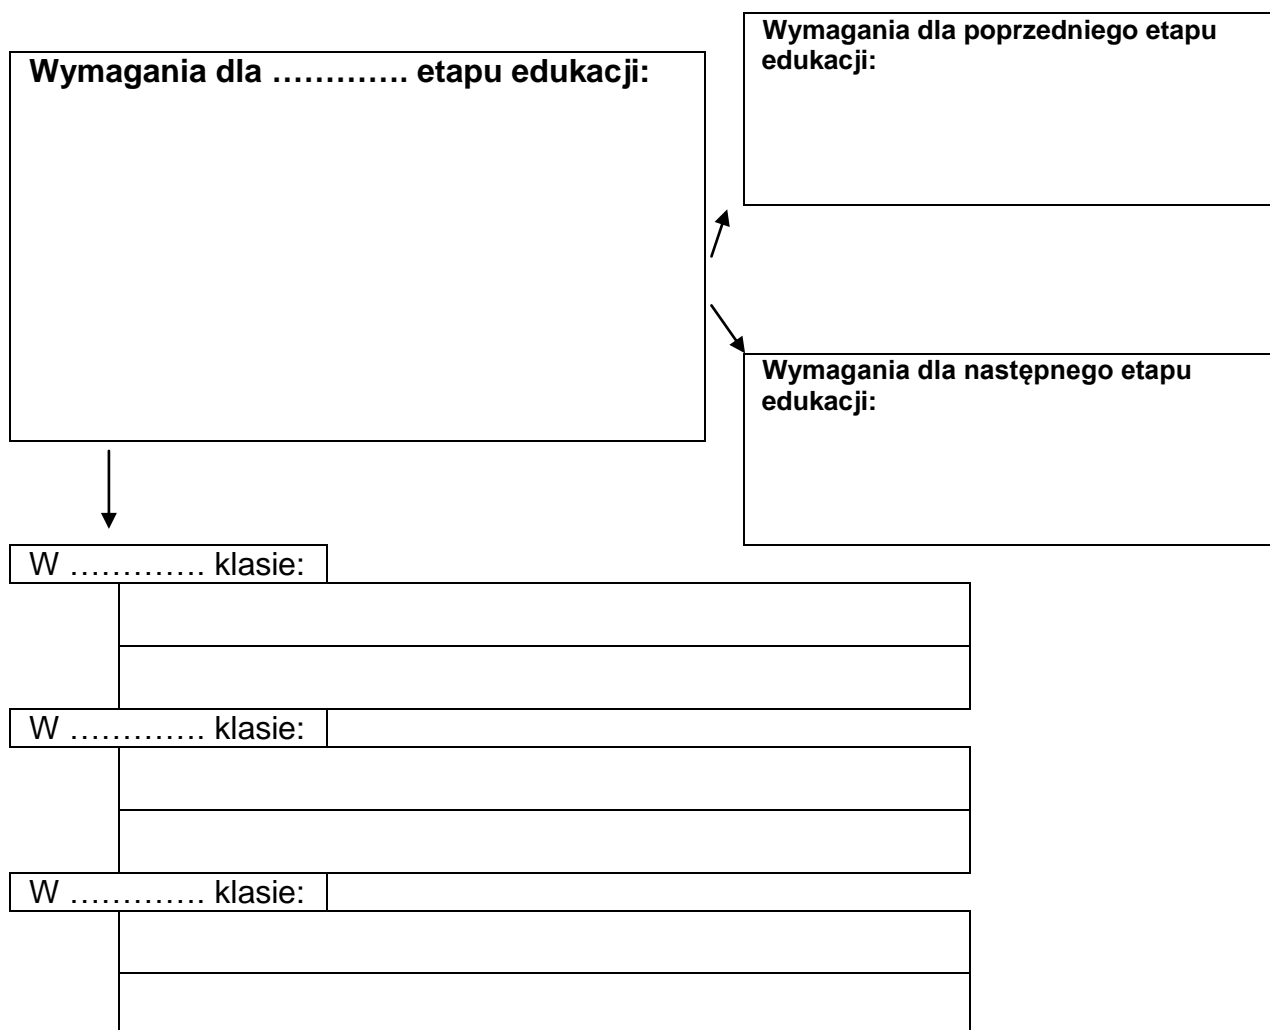 Wymagania dla …………. etapu edukacji:
Wymagania dla poprzedniego etapu
edukacji:
Wymagania dla następnego etapu
edukacji:
W …………. klasie:
W …………. klasie:
W …………. klasie: